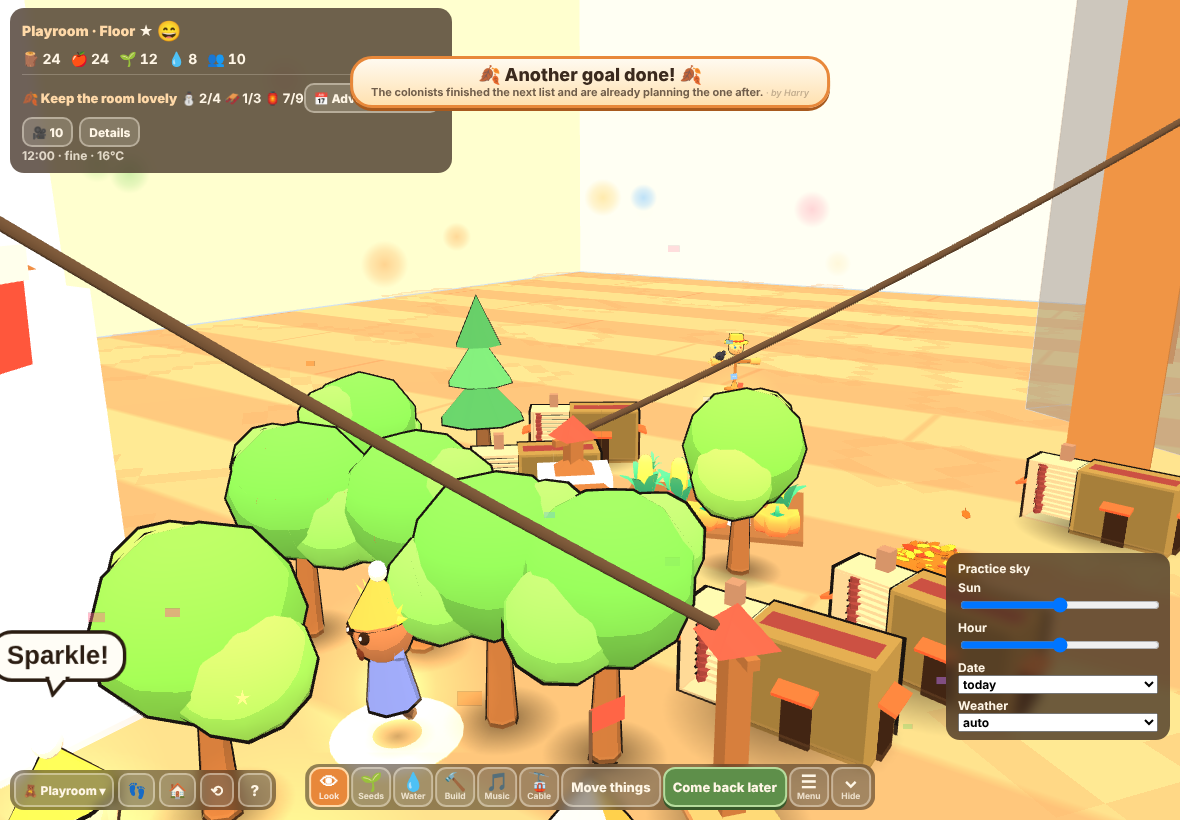 Playroom · Floor ★
24 24 12 8 10
Another goal done!
The colonists finished the next list and are already planning the one after. · by Harry
Keep the room lovely 2/4 1/3 7/9
10 Details
12:00 · fine · 16°C
Sparkle!
Practice sky
Sun
Hour
Date
today
Weather
auto
Playroom ▾
?
Look
Seeds
Water
Build
Music
Cable
Move things
Come back later
Menu
Hide